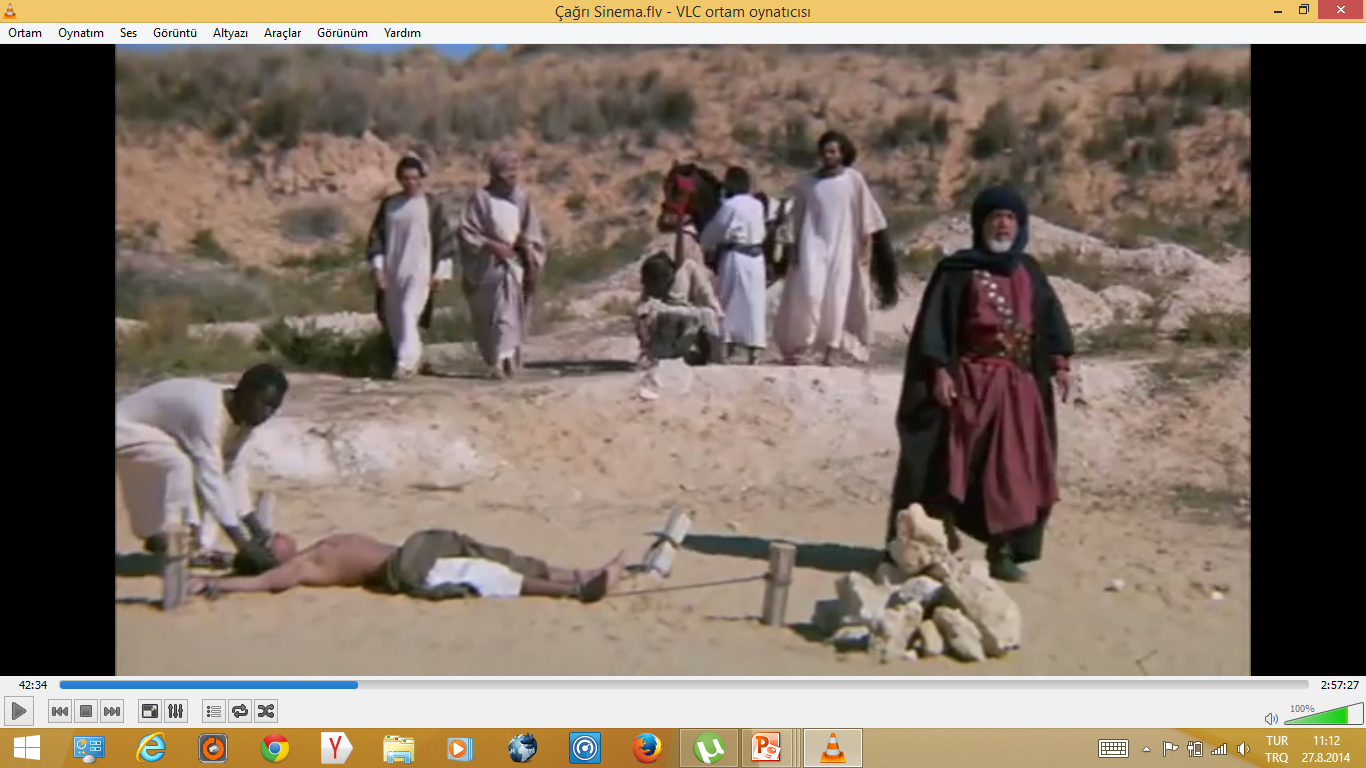 Çağrı Sinema.flv - VLC ortam oynatıcısı
Ortam Oynatım Ses Görüntü Altyazı Araçlar Görünüm Yardım
42:34 2:57:27
100%
TUR 11:12
TRQ 27.8.2014